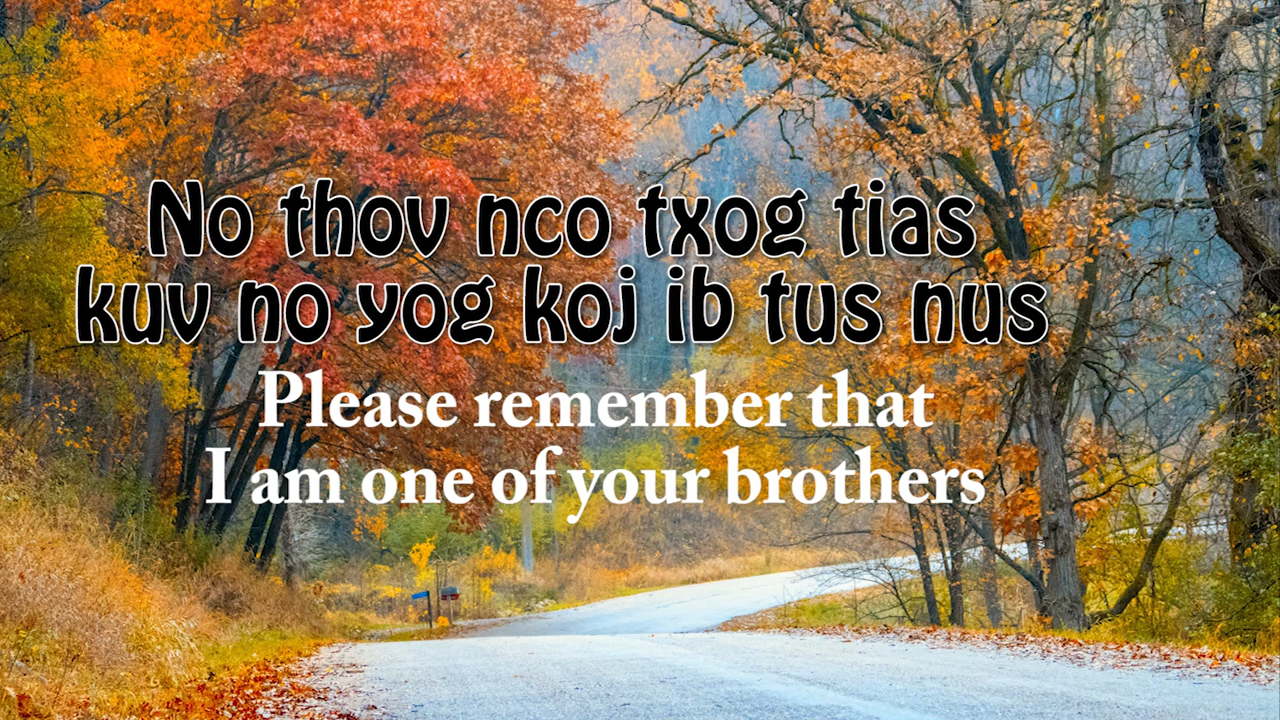 No thov nco txog tias
kuv no yog koj ib tus nus
Please remember that
I am one of your brothers